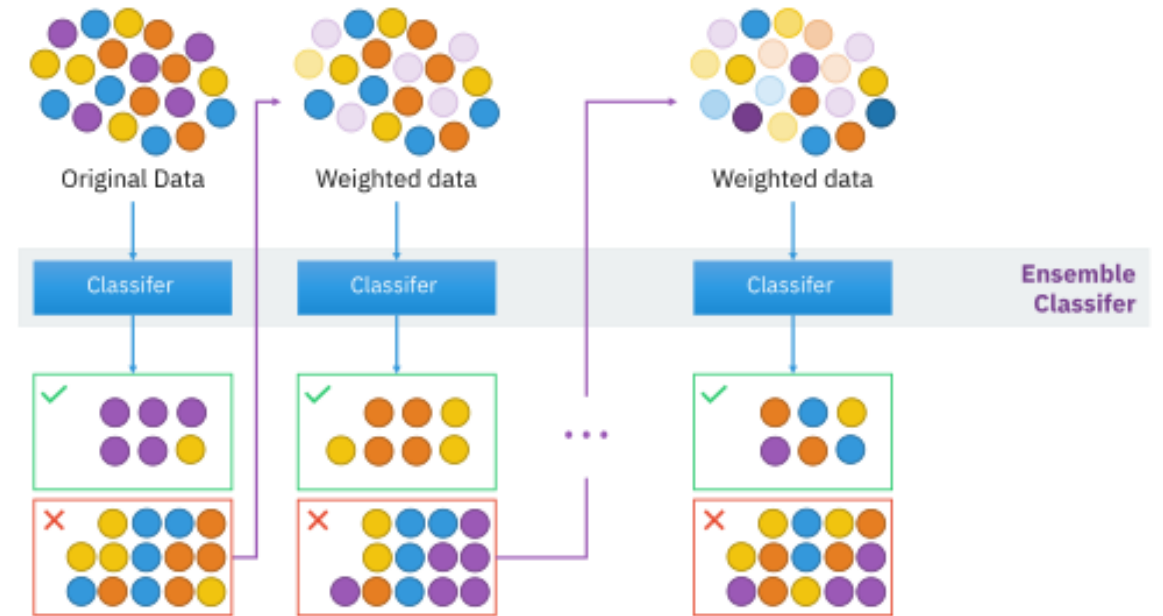 Original Data
Weighted data
Weighted data
Classifer
Classifer
Classifer
Ensemble
Classifer